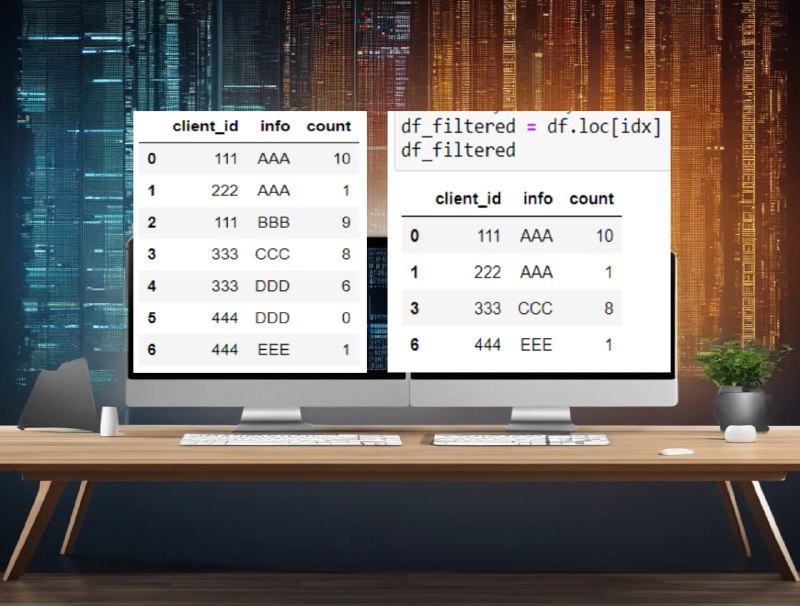 client_id info count
0 111 AAA 10
1 222 AAA 1
2 111 BBB 9
3 333 CCC 8
4 333 DDD 6
5 444 DDD 0
6 444 EEE 1
df_filtered = df.loc[idx]
df_filtered
client_id info count
0 111 AAA 10
1 222 AAA 1
3 333 CCC 8
6 444 EEE 1